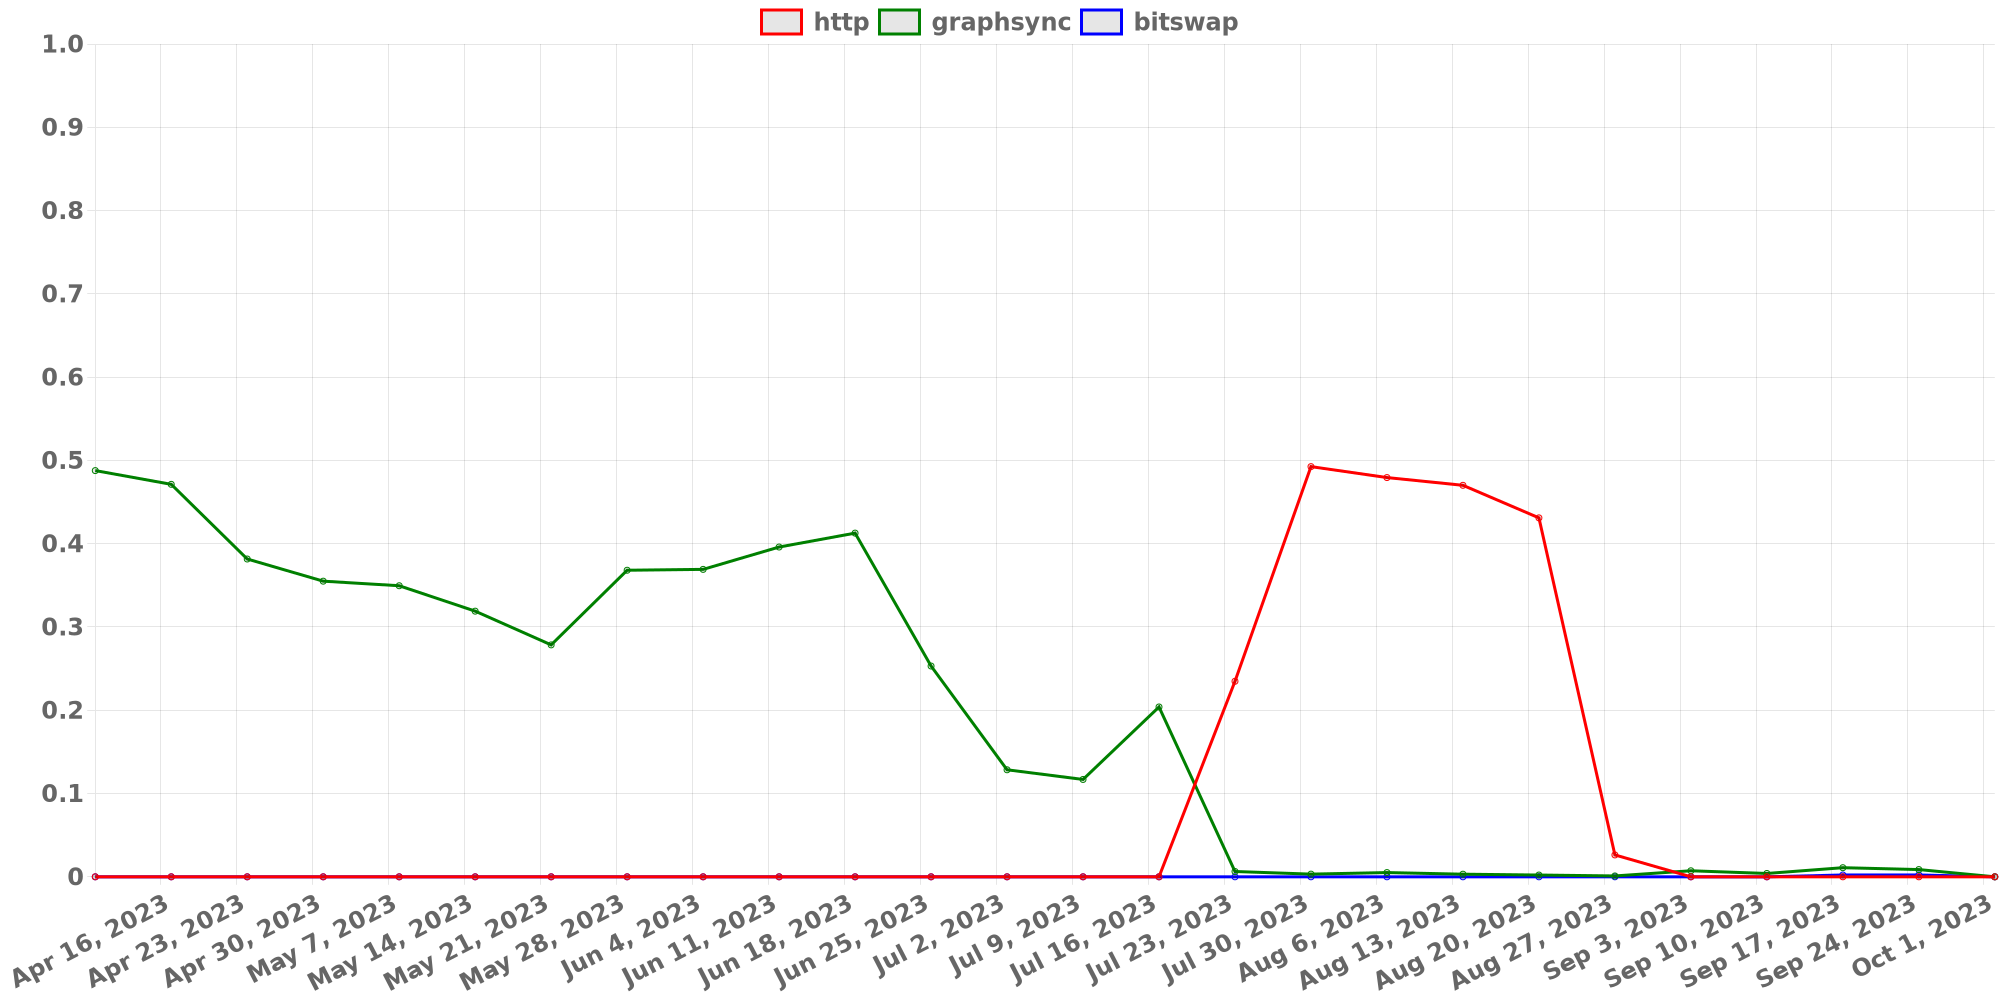 http graphsync bitswap
1.0
0.9
0.8
0.7
0.6
0.5
0.4
0.3
0.2
0.1
0
Apr 16, 2023
Apr 23, 2023
Apr 30, 2023
May 7, 2023
May 14, 2023
May 21, 2023
May 28, 2023
Jun 4, 2023
Jun 11, 2023
Jun 18, 2023
Jun 25, 2023
Jul 2, 2023
Jul 9, 2023
Jul 16, 2023
Jul 23, 2023
Jul 30, 2023
Aug 6, 2023
Aug 13, 2023
Aug 20, 2023
Aug 27, 2023
Sep 3, 2023
Sep 10, 2023
Sep 17, 2023
Sep 24, 2023
Oct 1, 2023